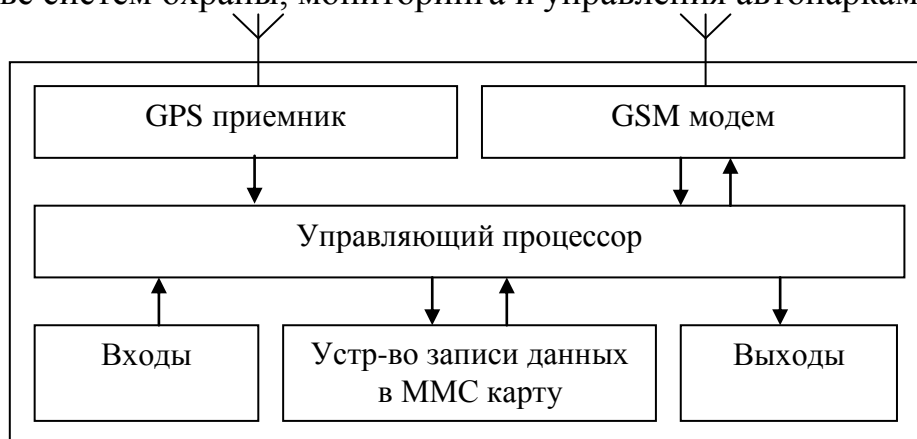 ве систем охраны, мониторинга и управления автопаркам
GPS приемник
GSM модем
Управляющий процессор
Входы
Устр-во записи данных
в ММС карту
Выходы